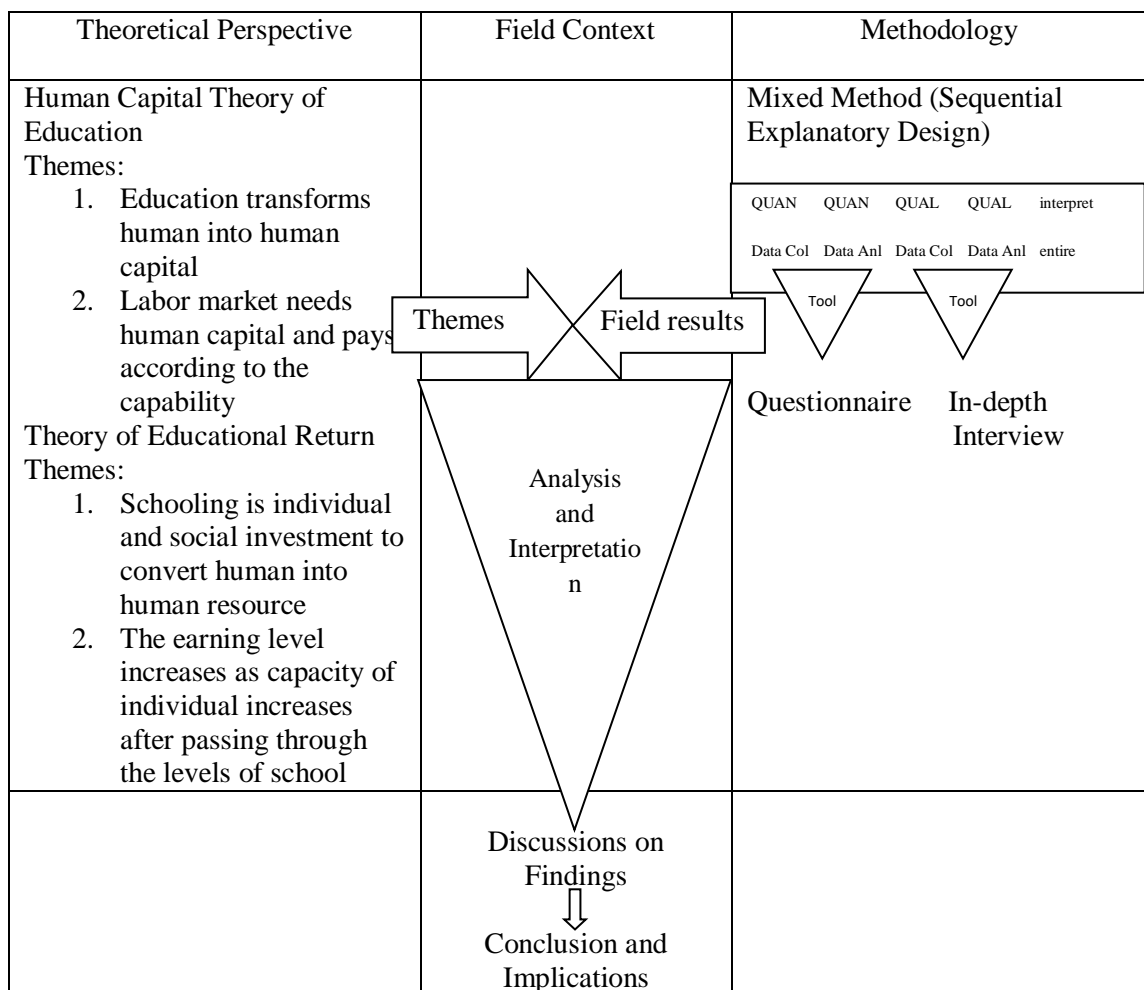 Theoretical Perspective
Field Context
Methodology
Human Capital Theory of
Education
Themes:
1. Education transforms
human into human
capital
2. Labor market needs
human capital and pays
according to the
capability
Theory of Educational Return
Themes:
1. Schooling is individual
and social investment to
convert human into
human resource
2. The earning level
increases as capacity of
individual increases
after passing through
the levels of school
Themes
Field results
Analysis
and
Interpretatio
n
Discussions on
Findings
Conclusion and
Implications
Mixed Method (Sequential
Explanatory Design)
QUAN QUAN QUAL QUAL interpret
Data Col Data Anl Data Col Data Anl entire
Tool
Tool
Questionnaire
In-depth
Interview